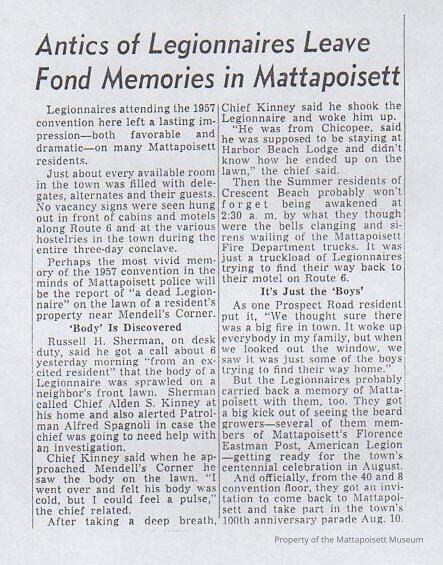 Antics of Legionnaires Leave
Fond Memories in Mattapoisett
Legionnaires attending the 1957
convention here left a lasting im-
pression—both favorable and
dramatic—on many Mattapoisett
residents.
Just about every available room
in the town was filled with dele-
gates, alternates and their guests.
No vacancy signs were seen hang
out in front of cabins and motels
along Route 6 and at the various
hostelries in the town during the
entire three-day conclave.
Perhaps the most vivid mem-
ory of the 1957 convention in the
minds of Mattapoisett police will
be the report of "a dead Legion-
naire" on the lawn of a resident's
property near Mendell's Corner.
'Body' Is Discovered
Russell H. Sherman, on desk
duty, said he got a call about 6
yesterday morning "from an ex-
cited resident" that the body of a
Legionnaire was sprawled on a
neighbor's front lawn. Sherman
called Chief Alden S. Kinney at
his home and also alerted Patrol-
man Alfred Spagnoli in case the
chief was going to need help with
an investigation.
Chief Kinney said when he ap-
proached Mendell's Corner he
saw the body on the lawn. "I
went over and felt his body was
cold, but I could feel a pulse,"
the chief related.
After taking a deep breath,
Chief Kinney said he shook the
Legionnaire and woke him up.
"He was from Chicopee, said
he was supposed to be staying at
Harbor Beach Lodge and didn't
know how he ended up on the
lawn," the chief said.
Then the Summer residents of
Crescent Beach probably won't
forget being awakened at
2:30 a. m. by what they though
were the bells clanging and si-
rens wailing of the Mattapoisett
Fire Department trucks. It was
just a truckload of Legionnaires
trying to find their way back to
their motel on Route 6.
It's Just the 'Boys'
As one Prospect Road resident
put it, "We thought sure there
was a big fire in town. It woke up
everybody in my family, but when
we looked out the window, we
saw it was just some of the boys
trying to find their way home."
But the Legionnaires probably
carried back a memory of Matta-
poisett with them, too. They got a
big kick out of seeing the beard
growers—several of them mem-
bers of Mattapoisett's Florence
Eastman Post, American Legion
—getting ready for the town's
centennial celebration in August.
And officially, from the 40 and 8
convention floor, they got an invi-
tation to come back to Mattapoi-
sett and take part in the town's
100th anniversary parade Aug. 10.
Property of the Mattapoisett Museum